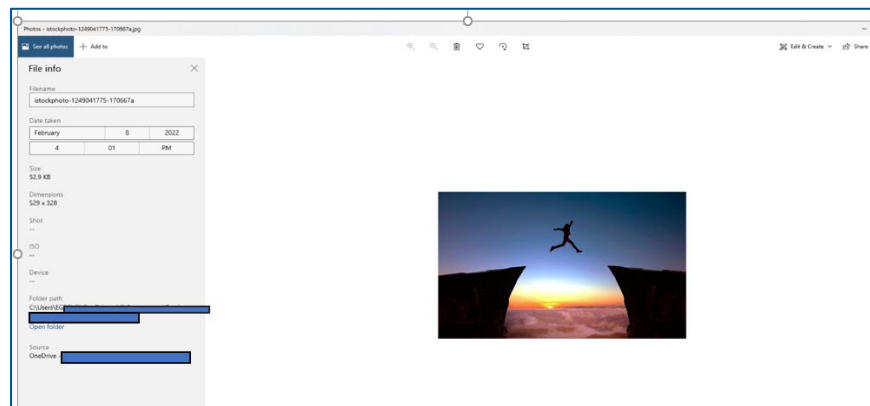 Photos - istockphoto-1249041775-170667a.jpg
See all photos + Add to
Edit & Create Share
File info
Filename
istockphoto-1249041775-170667a
Date taken
February 8 2022
4 01 PM
Size
52.9 KB
Dimensions
529 x 328
Shot
--
ISO
--
Device
--
Folder path
C:\Users\
Open folder
Source
OneDrive -